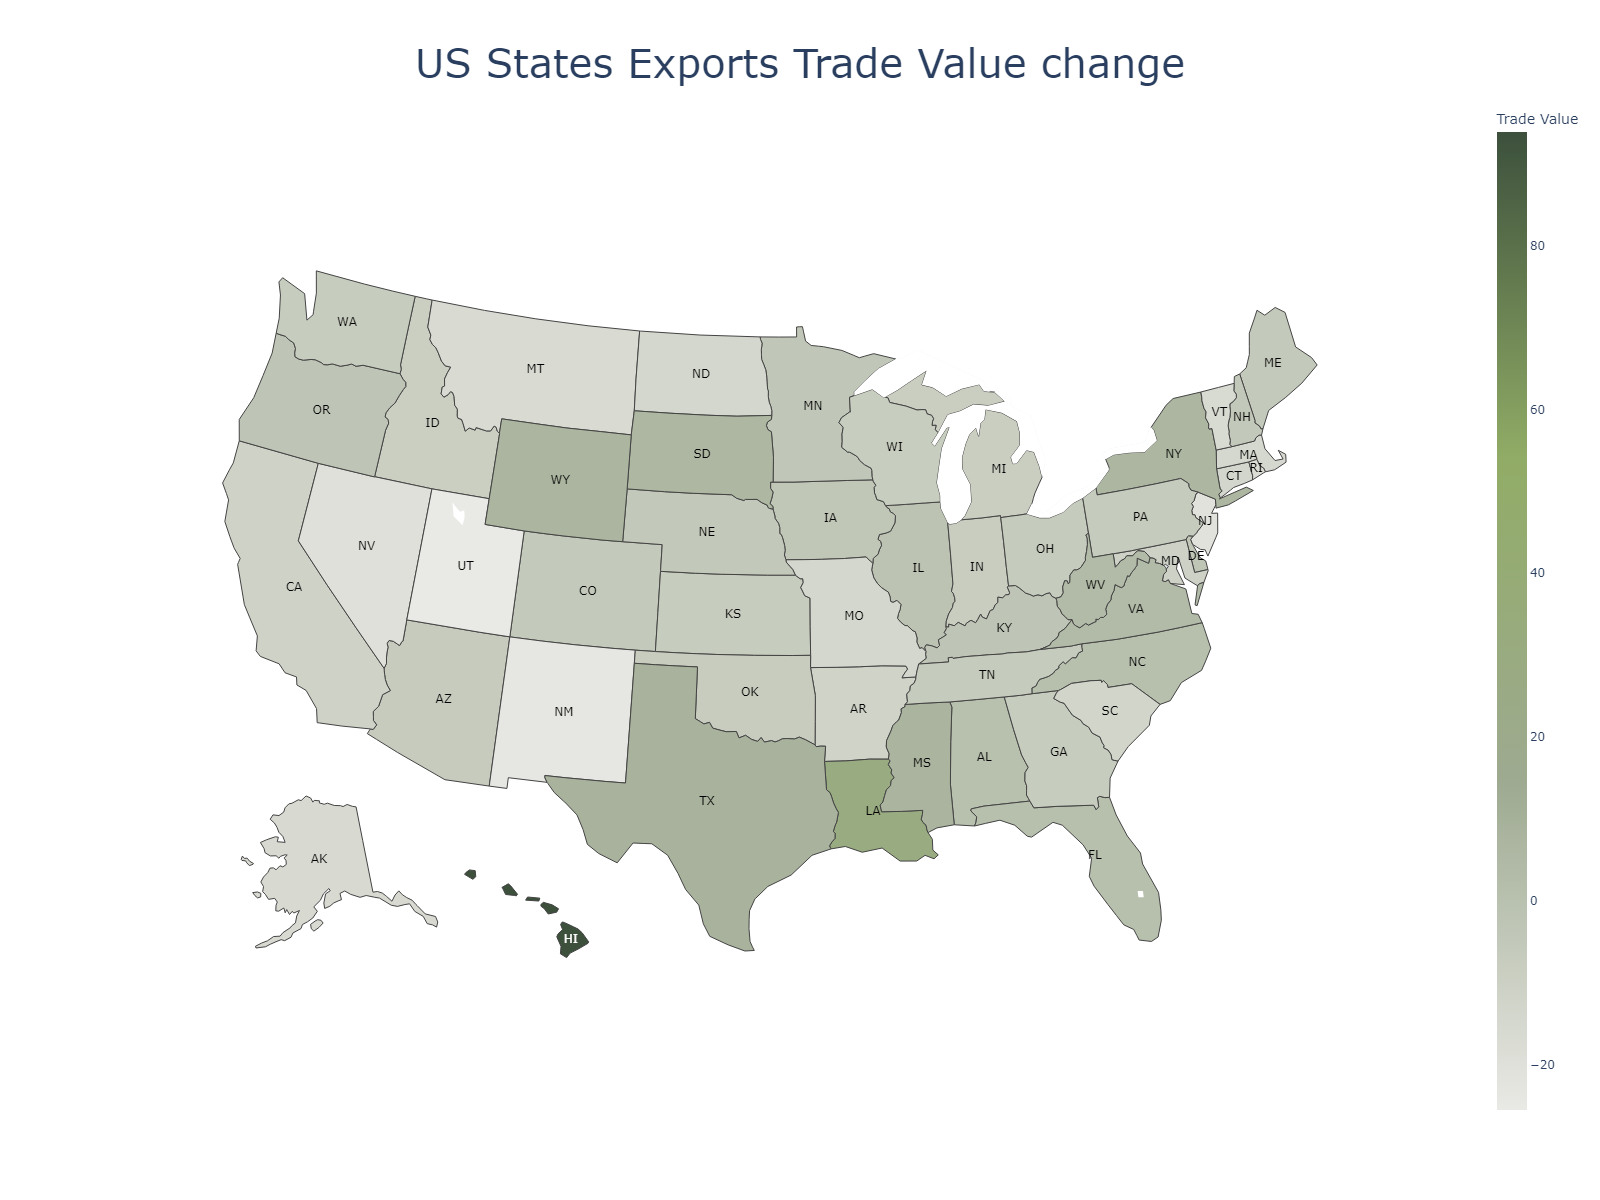 US States Exports Trade Value change
Trade Value
80
60
40
20
0
−20
WA
MT
ND
ME
OR
ID
MN
VT
NH
WI
MI
NY
MA
RI
CT
SD
WY
IA
NE
PA
NJ
NV
UT
CO
IL
IN
OH
MD
DE
CA
KS
MO
WV
VA
KY
NC
AZ
NM
OK
AR
TN
SC
TX
LA
MS
AL
GA
FL
AK
HI